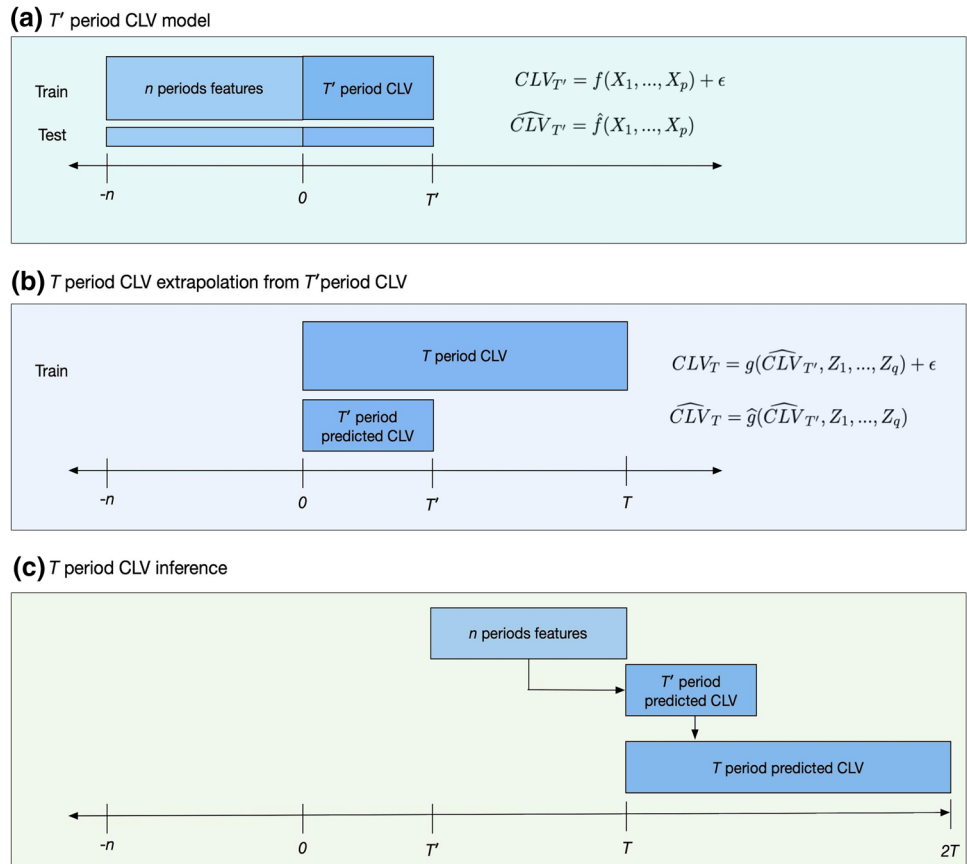 (a) T′ period CLV model
Train
n periods features
T′ period CLV
Test
-n
0
T′
CLV_{T′} = f(X_1, ..., X_p) + ϵ
\widehat{CLV}_{T′} = \hat{f}(X_1, ..., X_p)
(b) T period CLV extrapolation from T′period CLV
Train
T period CLV
T′ period
predicted CLV
-n
0
T′
T
CLV_T = g(\widehat{CLV}_{T′}, Z_1, ..., Z_q) + ϵ
\widehat{CLV}_T = \hat{g}(\widehat{CLV}_{T′}, Z_1, ..., Z_q)
(c) T period CLV inference
n periods features
T′ period
predicted CLV
T period predicted CLV
-n
0
T′
T
2T